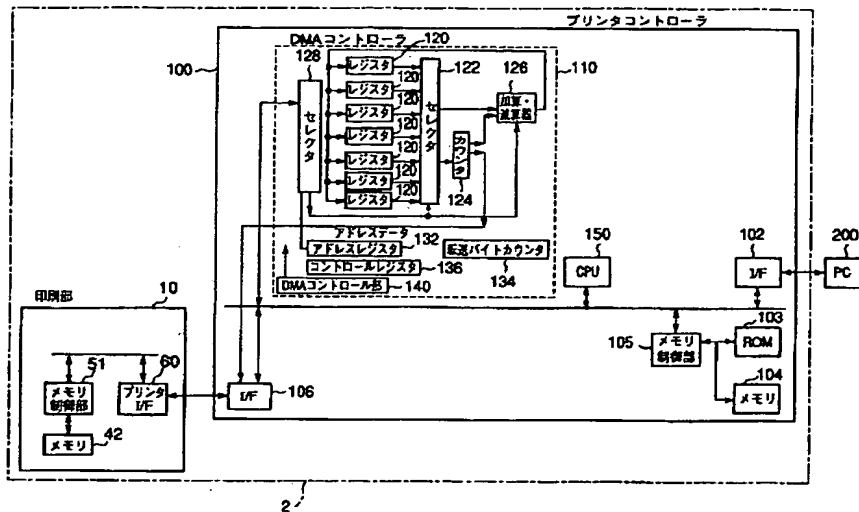 プリンタコントローラ
DMAコントローラ
100
128
120
122
126
110
レジスタ
120
レジスタ
120
レジスタ
120
レジスタ
120
レジスタ
120
レジスタ
120
レジスタ
セレクタ
セレクタ
加算・減算器
カウンタ
124
アドレスデータ
アドレスレジスタ
132
コントロールレジスタ
136
転送バイトカウンタ
134
DMAコントロール部
140
150
CPU
102
I/F
200
PC
印刷部
10
51
60
メモリ制御部
プリンタI/F
メモリ
42
I/F
106
105
メモリ制御部
103
ROM
104
メモリ
2